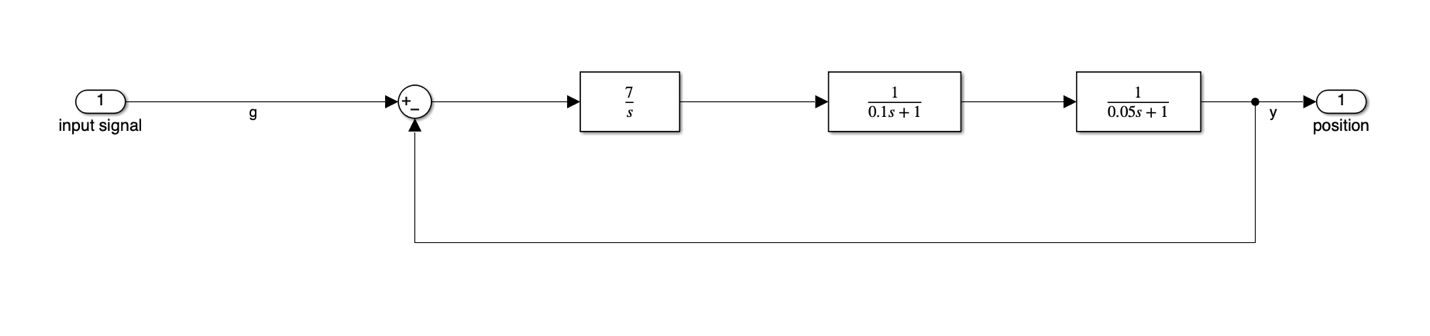 1
input signal
g
+
−
7
s
1
0.1s + 1
1
0.05s + 1
y
1
position